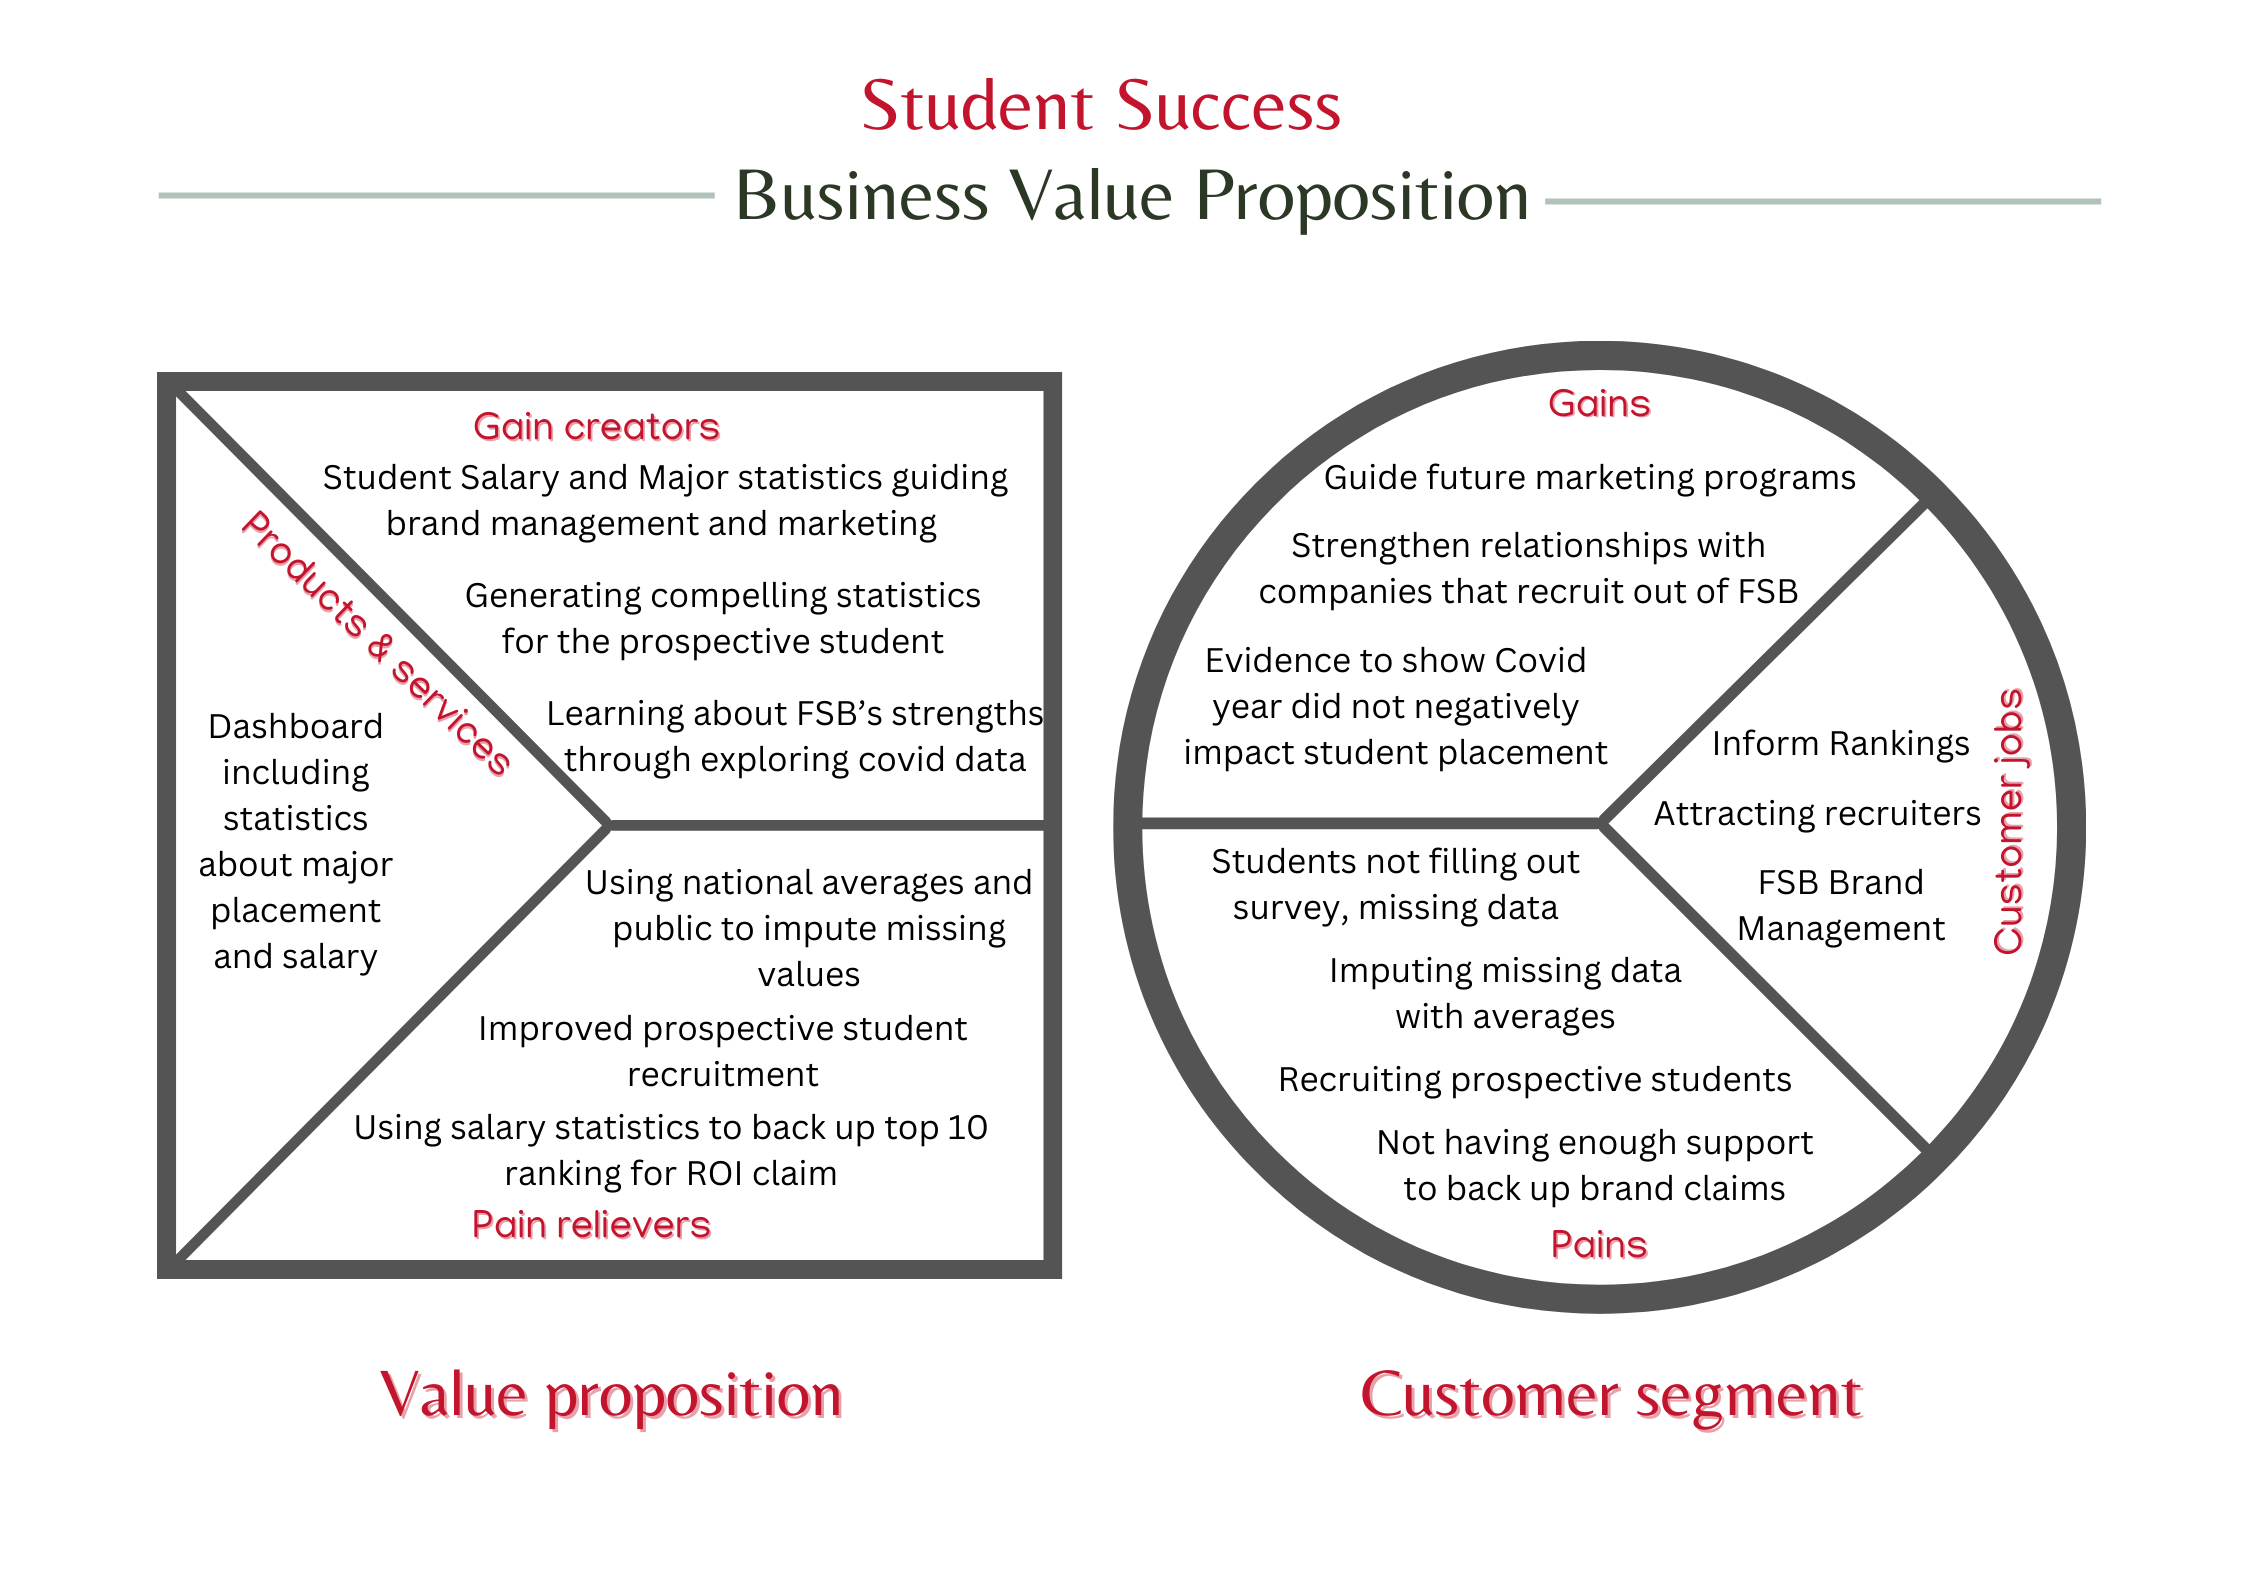 Student Success
Business Value Proposition
Gain creators
Student Salary and Major statistics guiding
brand management and marketing
Generating compelling statistics
for the prospective student
Learning about FSB’s strengths
through exploring covid data
Products & services
Dashboard
including
statistics
about major
placement
and salary
Using national averages and
public to impute missing
values
Improved prospective student
recruitment
Using salary statistics to back up top 10
ranking for ROI claim
Pain relievers
Value proposition
Gains
Guide future marketing programs
Strengthen relationships with
companies that recruit out of FSB
Evidence to show Covid
year did not negatively
impact student placement
Inform Rankings
Attracting recruiters
FSB Brand
Management
Customer jobs
Students not filling out
survey, missing data
Imputing missing data
with averages
Recruiting prospective students
Not having enough support
to back up brand claims
Pains
Customer segment